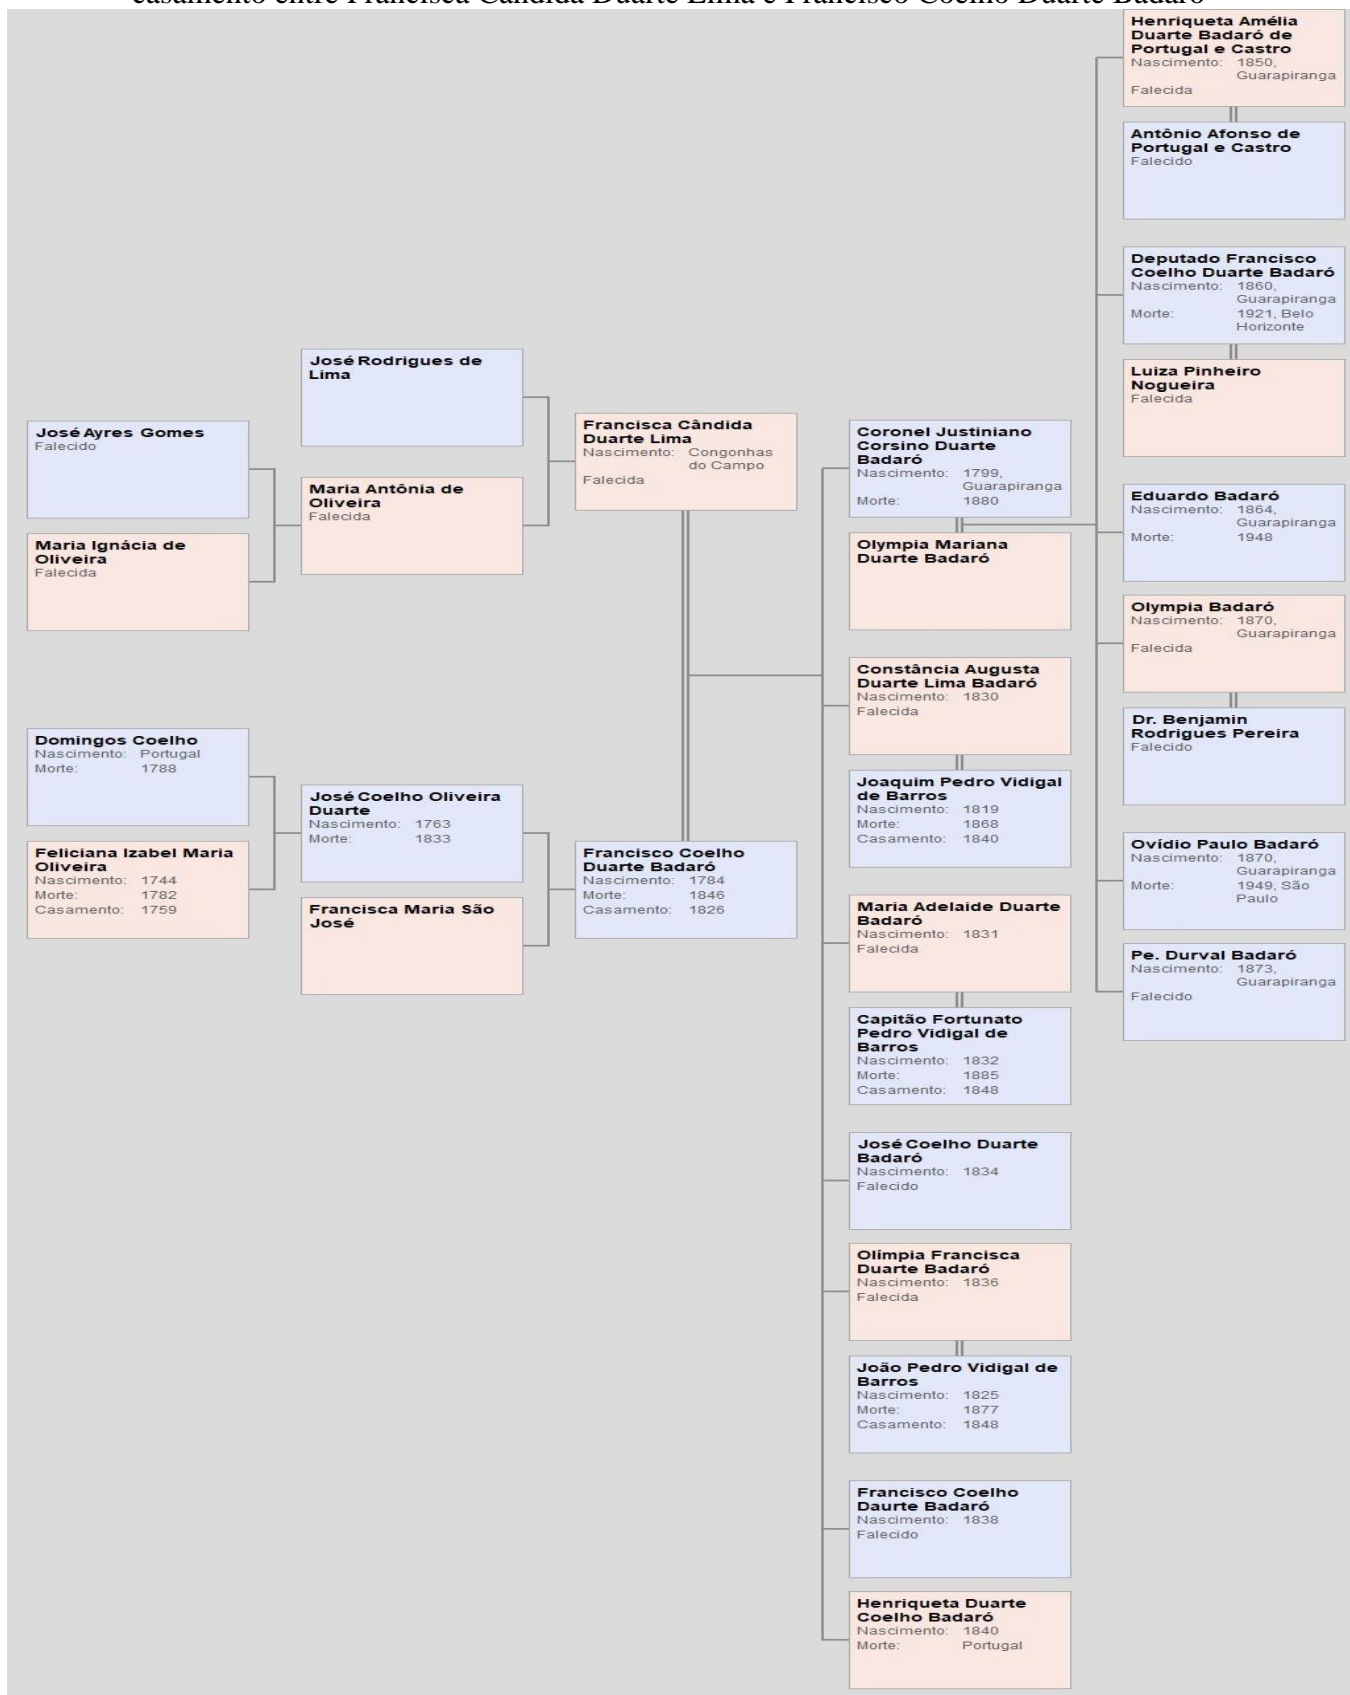 casamento entre Francisca Cândida Duarte Lima e Francisco Coelho Duarte Badaró
José Ayres Gomes
Falecido
Maria Ignácia de
Oliveira
Falecida
Domingos Coelho
Nascimento: Portugal
Morte: 1788
Feliciana Izabel Maria
Oliveira
Nascimento: 1744
Morte: 1782
Casamento: 1759
José Rodrigues de
Lima
Maria Antônia de
Oliveira
Falecida
José Coelho Oliveira
Duarte
Nascimento: 1763
Morte: 1833
Francisca Maria São
José
Francisca Cândida
Duarte Lima
Nascimento: Congonhas
do Campo
Falecida
Francisco Coelho
Duarte Badaró
Nascimento: 1784
Morte: 1846
Casamento: 1826
Coronel Justiniano
Corsino Duarte
Badaró
Nascimento: 1799,
Guarapiranga
Morte: 1880
Olympia Mariana
Duarte Badaró
Constância Augusta
Duarte Lima Badaró
Nascimento: 1830
Falecida
Joaquim Pedro Vidigal
de Barros
Nascimento: 1819
Morte: 1868
Casamento: 1840
Maria Adelaide Duarte
Badaró
Nascimento: 1831
Falecida
Capitão Fortunato
Pedro Vidigal de
Barros
Nascimento: 1832
Morte: 1885
Casamento: 1848
José Coelho Duarte
Badaró
Nascimento: 1834
Falecido
Olímpia Francisca
Duarte Badaró
Nascimento: 1836
Falecida
João Pedro Vidigal de
Barros
Nascimento: 1825
Morte: 1877
Casamento: 1848
Francisco Coelho
Daurte Badaró
Nascimento: 1838
Falecido
Henriqueta Duarte
Coelho Badaró
Nascimento: 1840
Morte: Portugal
Henriqueta Amélia
Duarte Badaró de
Portugal e Castro
Nascimento: 1850,
Guarapiranga
Falecida
Antônio Afonso de
Portugal e Castro
Falecido
Deputado Francisco
Coelho Duarte Badaró
Nascimento: 1860,
Guarapiranga
Morte: 1921, Belo
Horizonte
Luiza Pinheiro
Nogueira
Falecida
Eduardo Badaró
Nascimento: 1864,
Guarapiranga
Morte: 1948
Olympia Badaró
Nascimento: 1870,
Guarapiranga
Falecida
Dr. Benjamin
Rodrigues Pereira
Falecido
Ovídio Paulo Badaró
Nascimento: 1870,
Guarapiranga
Morte: 1949, São
Paulo
Pe. Durval Badaró
Nascimento: 1873,
Guarapiranga
Falecido